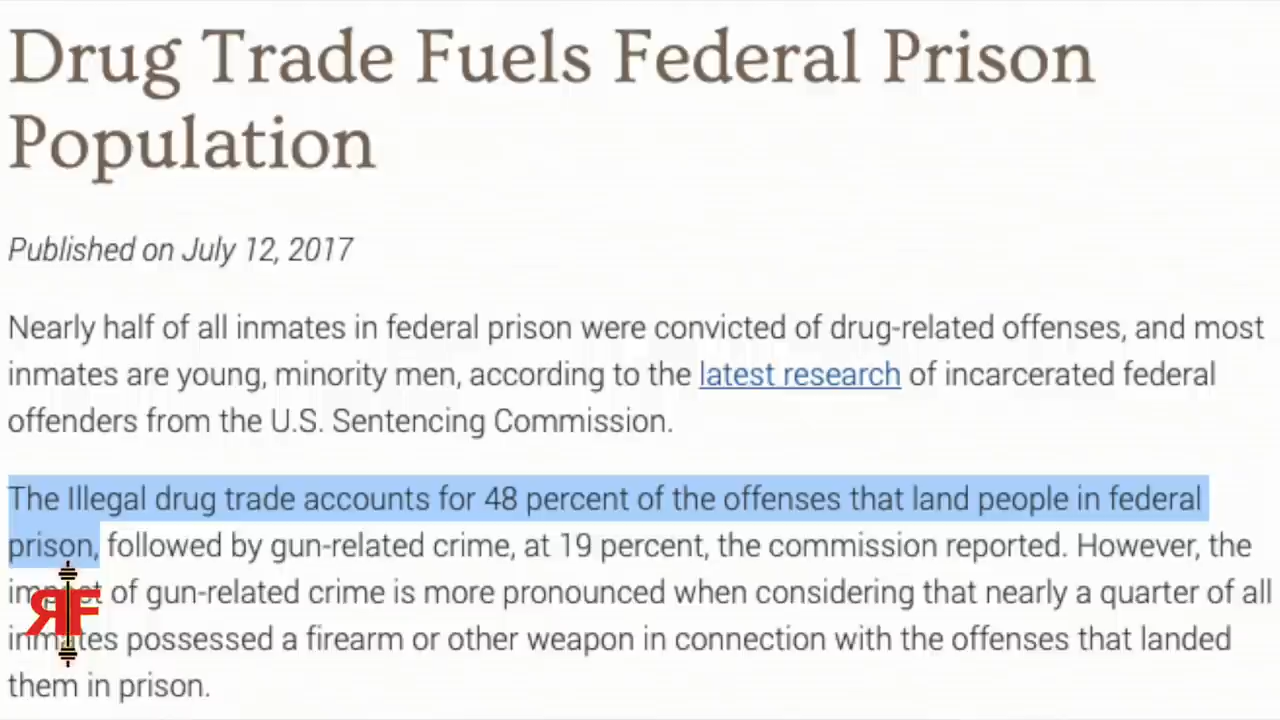 Drug Trade Fuels Federal Prison
Population
Published on July 12, 2017
Nearly half of all inmates in federal prison were convicted of drug-related offenses, and most
inmates are young, minority men, according to the latest research of incarcerated federal
offenders from the U.S. Sentencing Commission.
The Illegal drug trade accounts for 48 percent of the offenses that land people in federal
prison, followed by gun-related crime, at 19 percent, the commission reported. However, the
impact of gun-related crime is more pronounced when considering that nearly a quarter of all
inmates possessed a firearm or other weapon in connection with the offenses that landed
them in prison.
RF